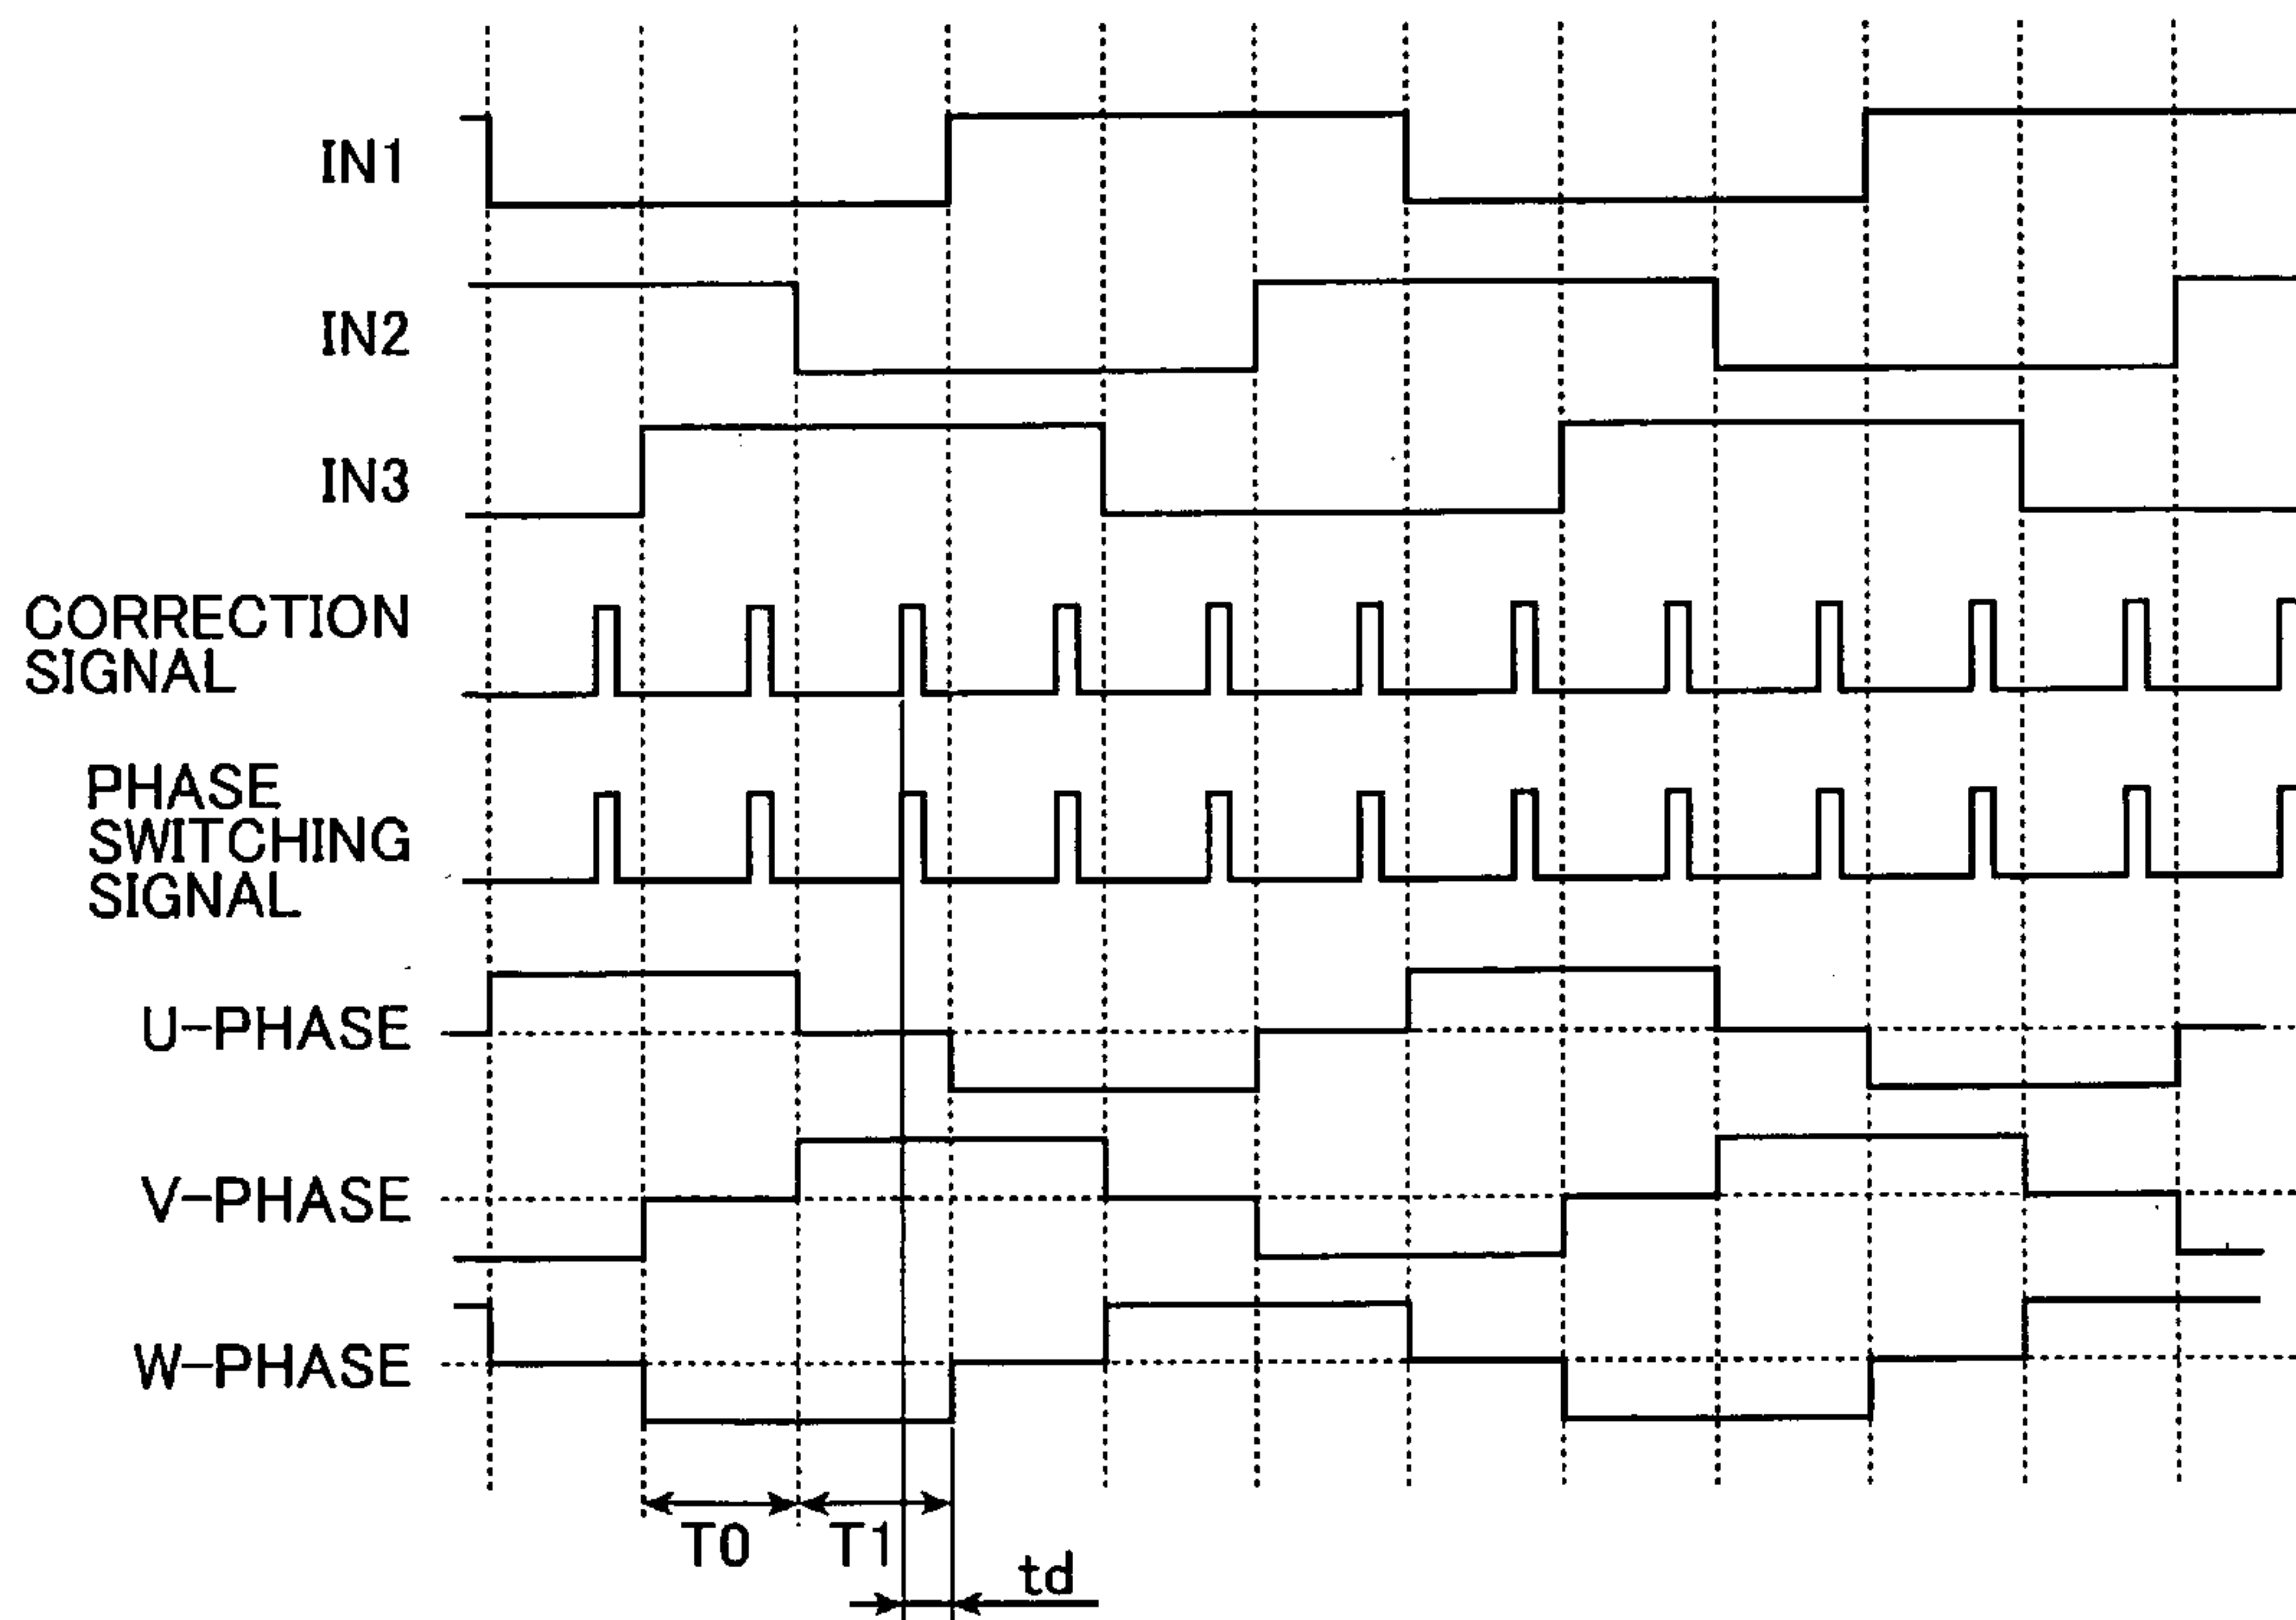 IN1
IN2
IN3
CORRECTION
SIGNAL
PHASE
SWITCHING
SIGNAL
U-PHASE
V-PHASE
W-PHASE
T0
T1
td